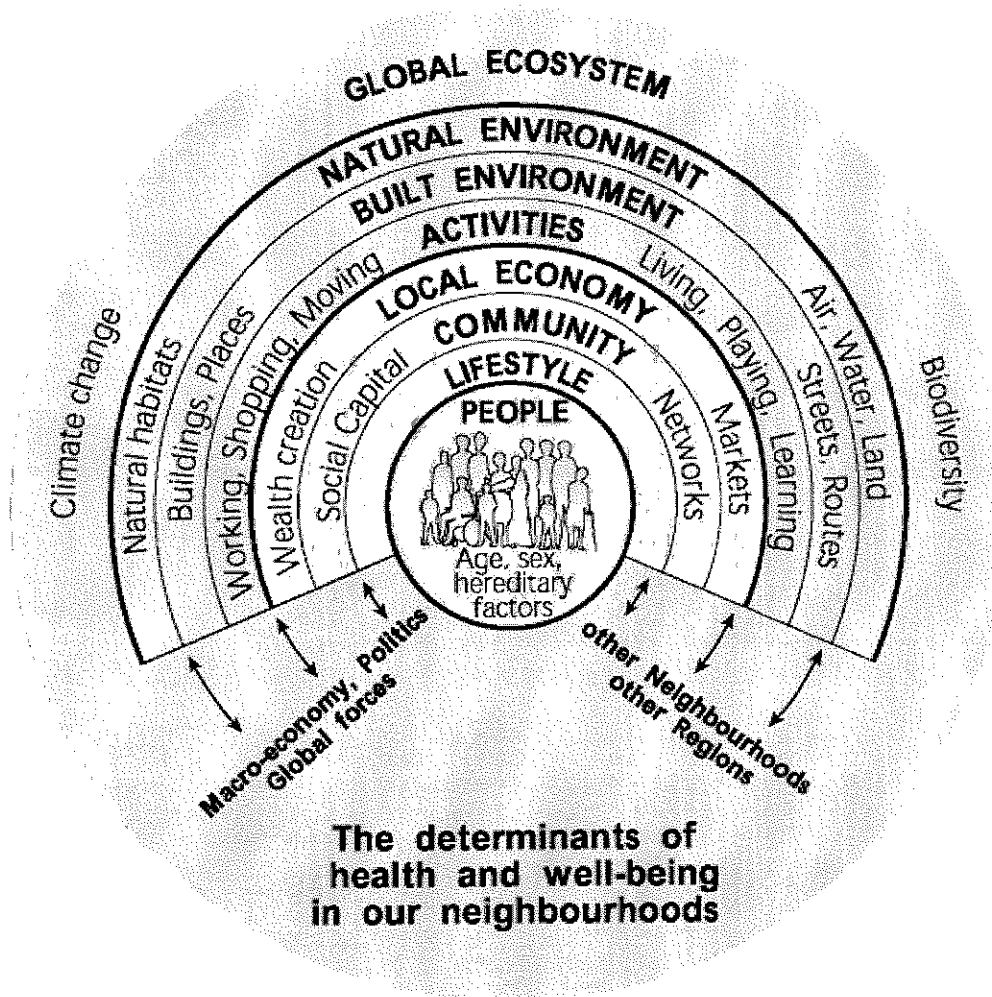 GLOBAL ECOSYSTEM
NATURAL ENVIRONMENT
BUILT ENVIRONMENT
ACTIVITIES
LOCAL ECONOMY
COMMUNITY
LIFESTYLE
PEOPLE
Age, sex,
hereditary
factors
Climate change
Natural habitats
Buildings, Places
Working, Shopping, Moving
Wealth creation
Social Capital
Networks
Markets
Living, Playing, Learning
Streets, Routes
Air, Water, Land
Biodiversity
Macro-economy, Politics
Global forces
other Neighbourhoods
other Regions
The determinants of
health and well-being
in our neighbourhoods